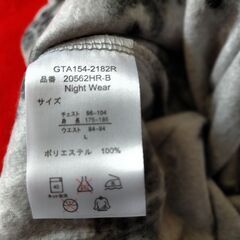 GTA154-2182R
品番 20562HR-B
Night Wear
サイズ
チェスト 96-104
身長 175-185
ウエスト 84-94
L
ポリエステル 100%
40